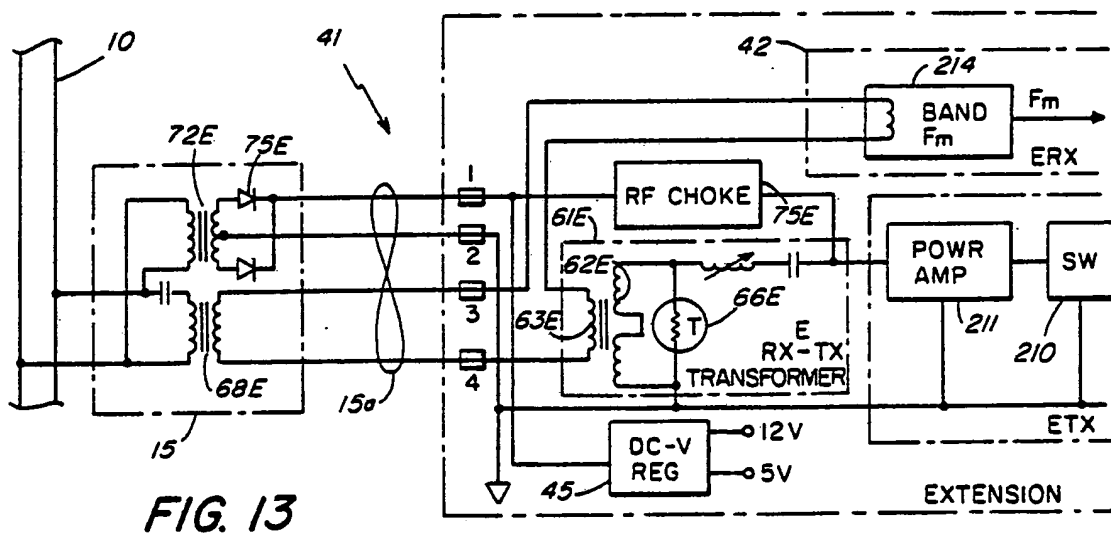 10
41
42
214
BAND
Fm
Fm
ERX
72E
75E
1
RF CHOKE
75E
2
61E
62E
POWR
AMP
211
SW
210
3
63E
T
66E
E
RX-TX
TRANSFORMER
4
68E
15a
15
ETX
DC-V
REG
12V
5V
45
EXTENSION
FIG. 13